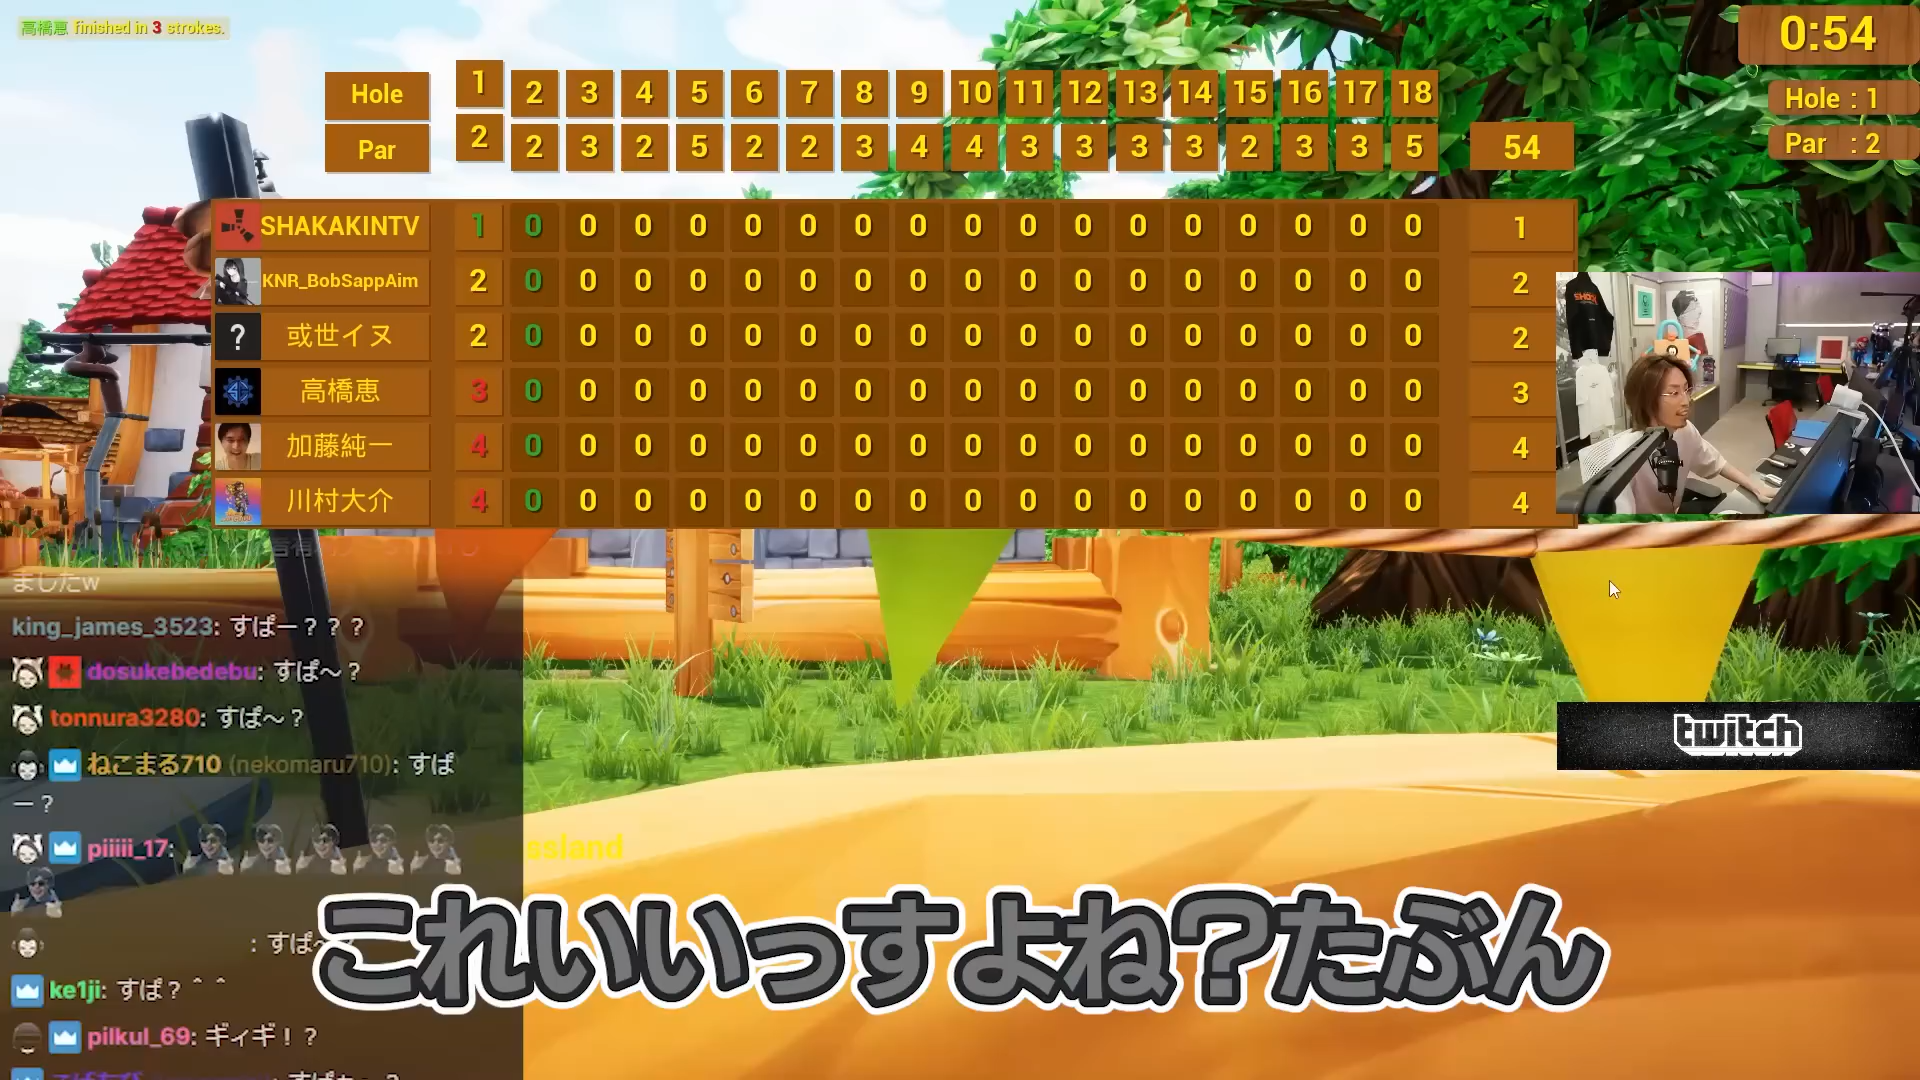 高橋恵 finished in 3 strokes.
0:54
Hole : 1
Par : 2
Hole 1 2 3 4 5 6 7 8 9 10 11 12 13 14 15 16 17 18
Par 2 2 3 2 5 2 2 3 4 4 3 3 3 3 2 3 3 5 54
SHAKAKINTV 1 0 0 0 0 0 0 0 0 0 0 0 0 0 0 0 0 0 1
KNR_BobSappAim 2 0 0 0 0 0 0 0 0 0 0 0 0 0 0 0 0 0 2
? 或世イヌ 2 0 0 0 0 0 0 0 0 0 0 0 0 0 0 0 0 0 2
高橋恵 3 0 0 0 0 0 0 0 0 0 0 0 0 0 0 0 0 0 3
加藤純一 4 0 0 0 0 0 0 0 0 0 0 0 0 0 0 0 0 0 4
川村大介 4 0 0 0 0 0 0 0 0 0 0 0 0 0 0 0 0 0 4
ましたw
king_james_3523: すぱー？？？
dosukebedebu: すぱ～？
tonnura3280: すぱ～？
ねこまる710 (nekomaru710): すぱ
ー？
piiiii_17:
: すぱ～
ke1ji: すぱ？＾＾
pilkul_69: ギィギ！？
ssland
twitch
これいいっすよね？たぶん